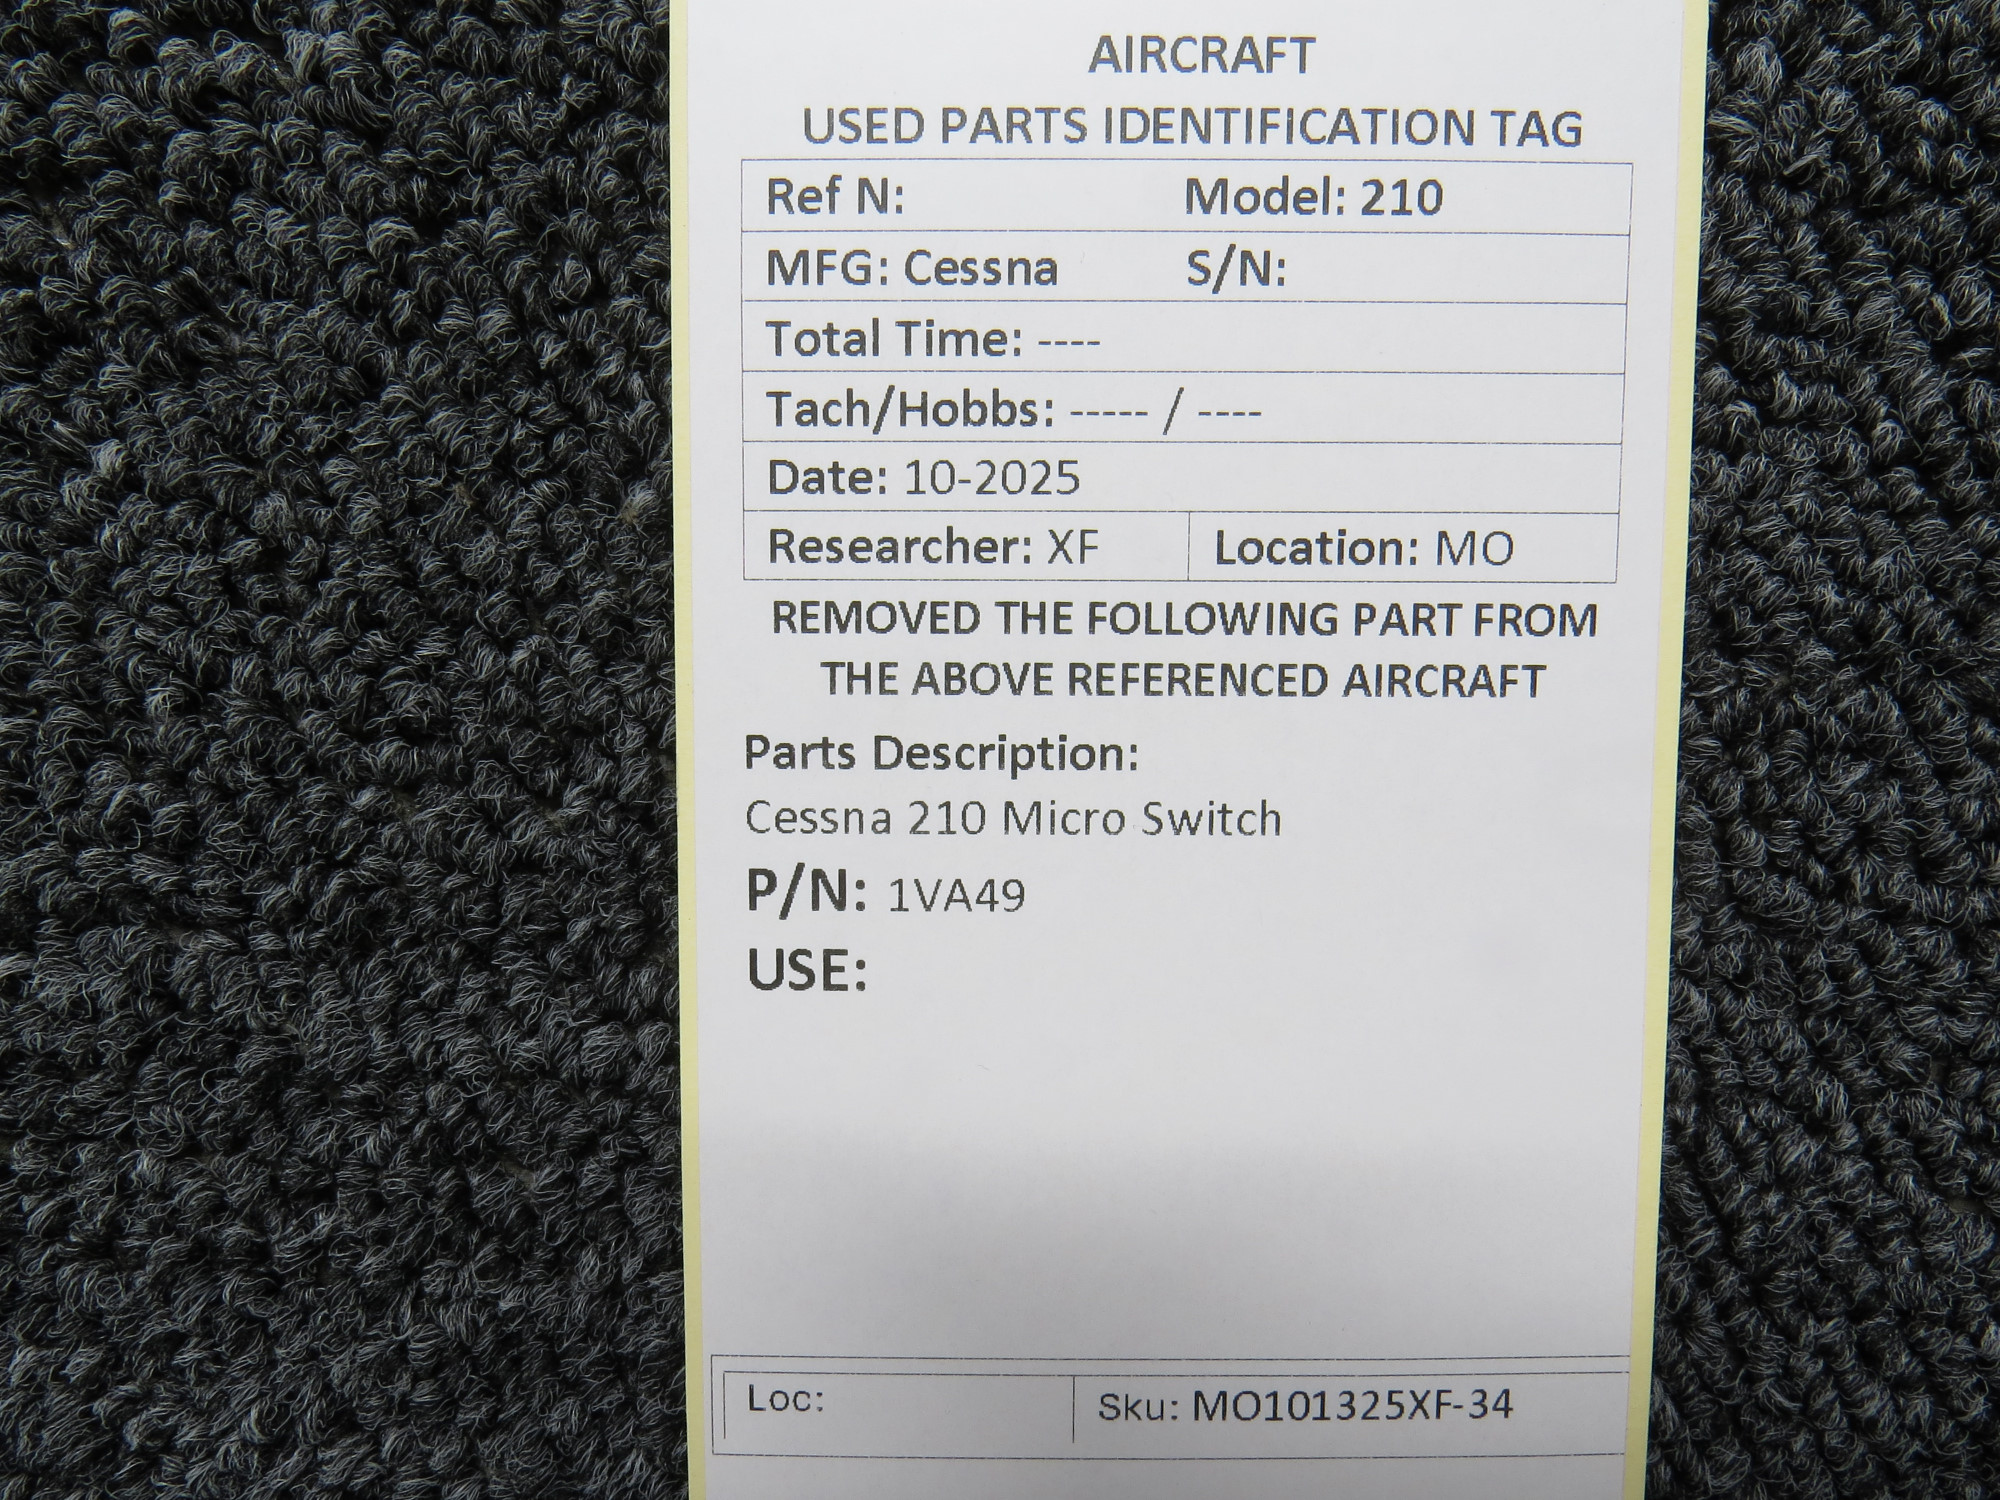 AIRCRAFT
USED PARTS IDENTIFICATION TAG
Ref N: Model: 210
MFG: Cessna S/N:
Total Time: ----
Tach/Hobbs: ----- / ----
Date: 10-2025
Researcher: XF Location: MO
REMOVED THE FOLLOWING PART FROM
THE ABOVE REFERENCED AIRCRAFT
Parts Description:
Cessna 210 Micro Switch
P/N: 1VA49
USE:
Loc: Sku: MO101325XF-34